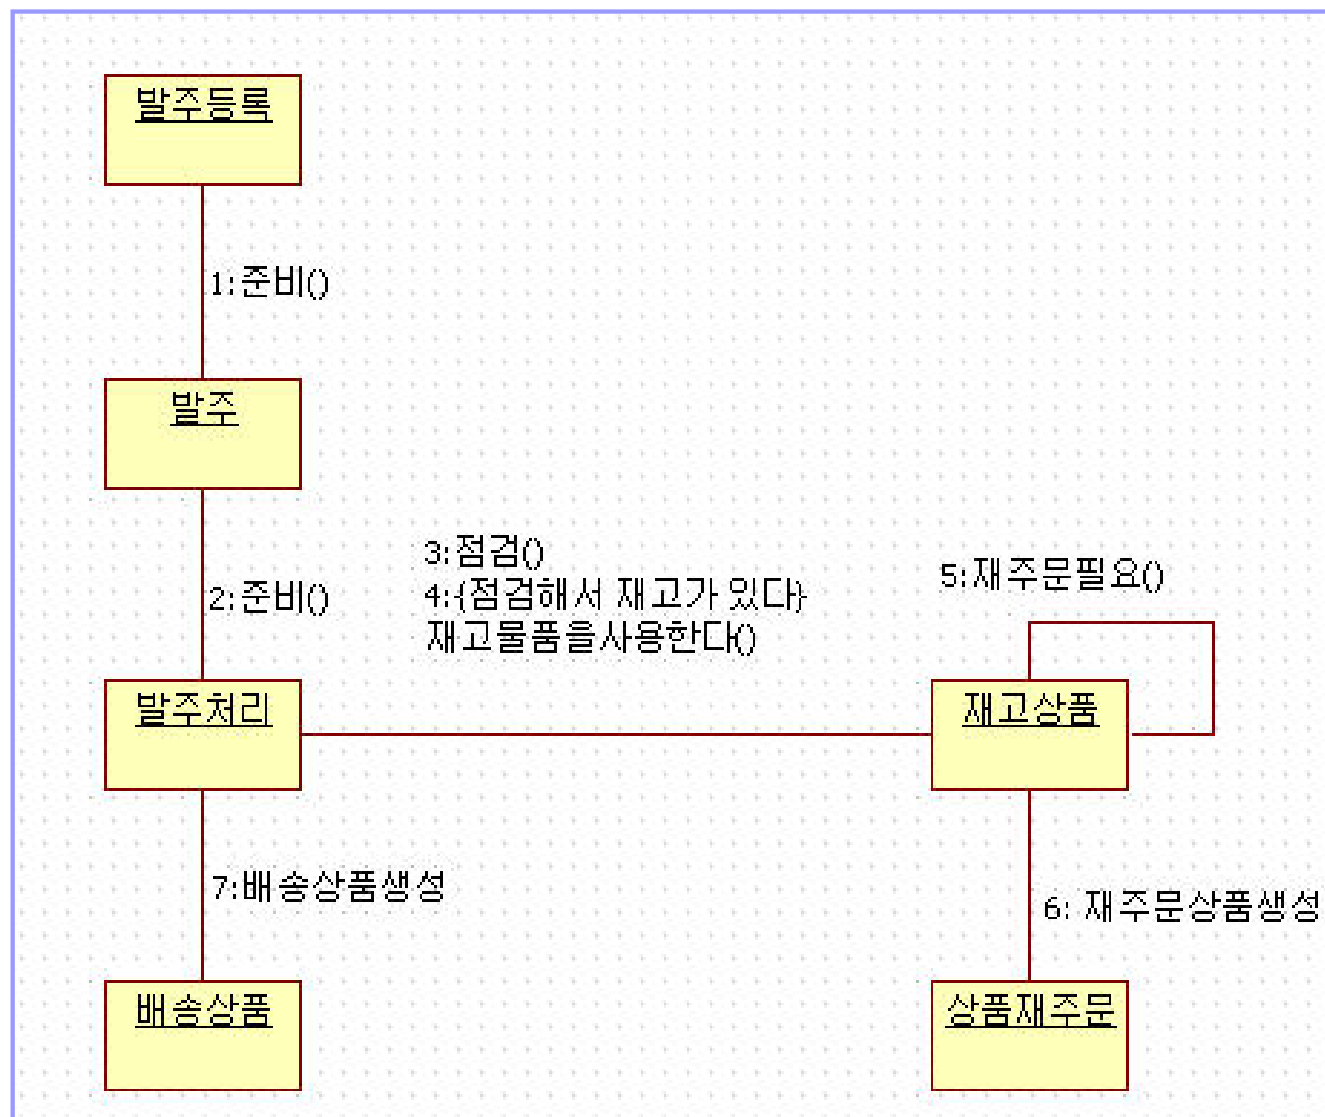 발주등록
1:준비()
발주
2:준비()
3:점검()
4:{점검해서 재고가 있다}
재고물품을사용한다()
5:재주문필요()
발주처리
재고상품
7:배송상품생성
6: 재주문상품생성
배송상품
상품재주문